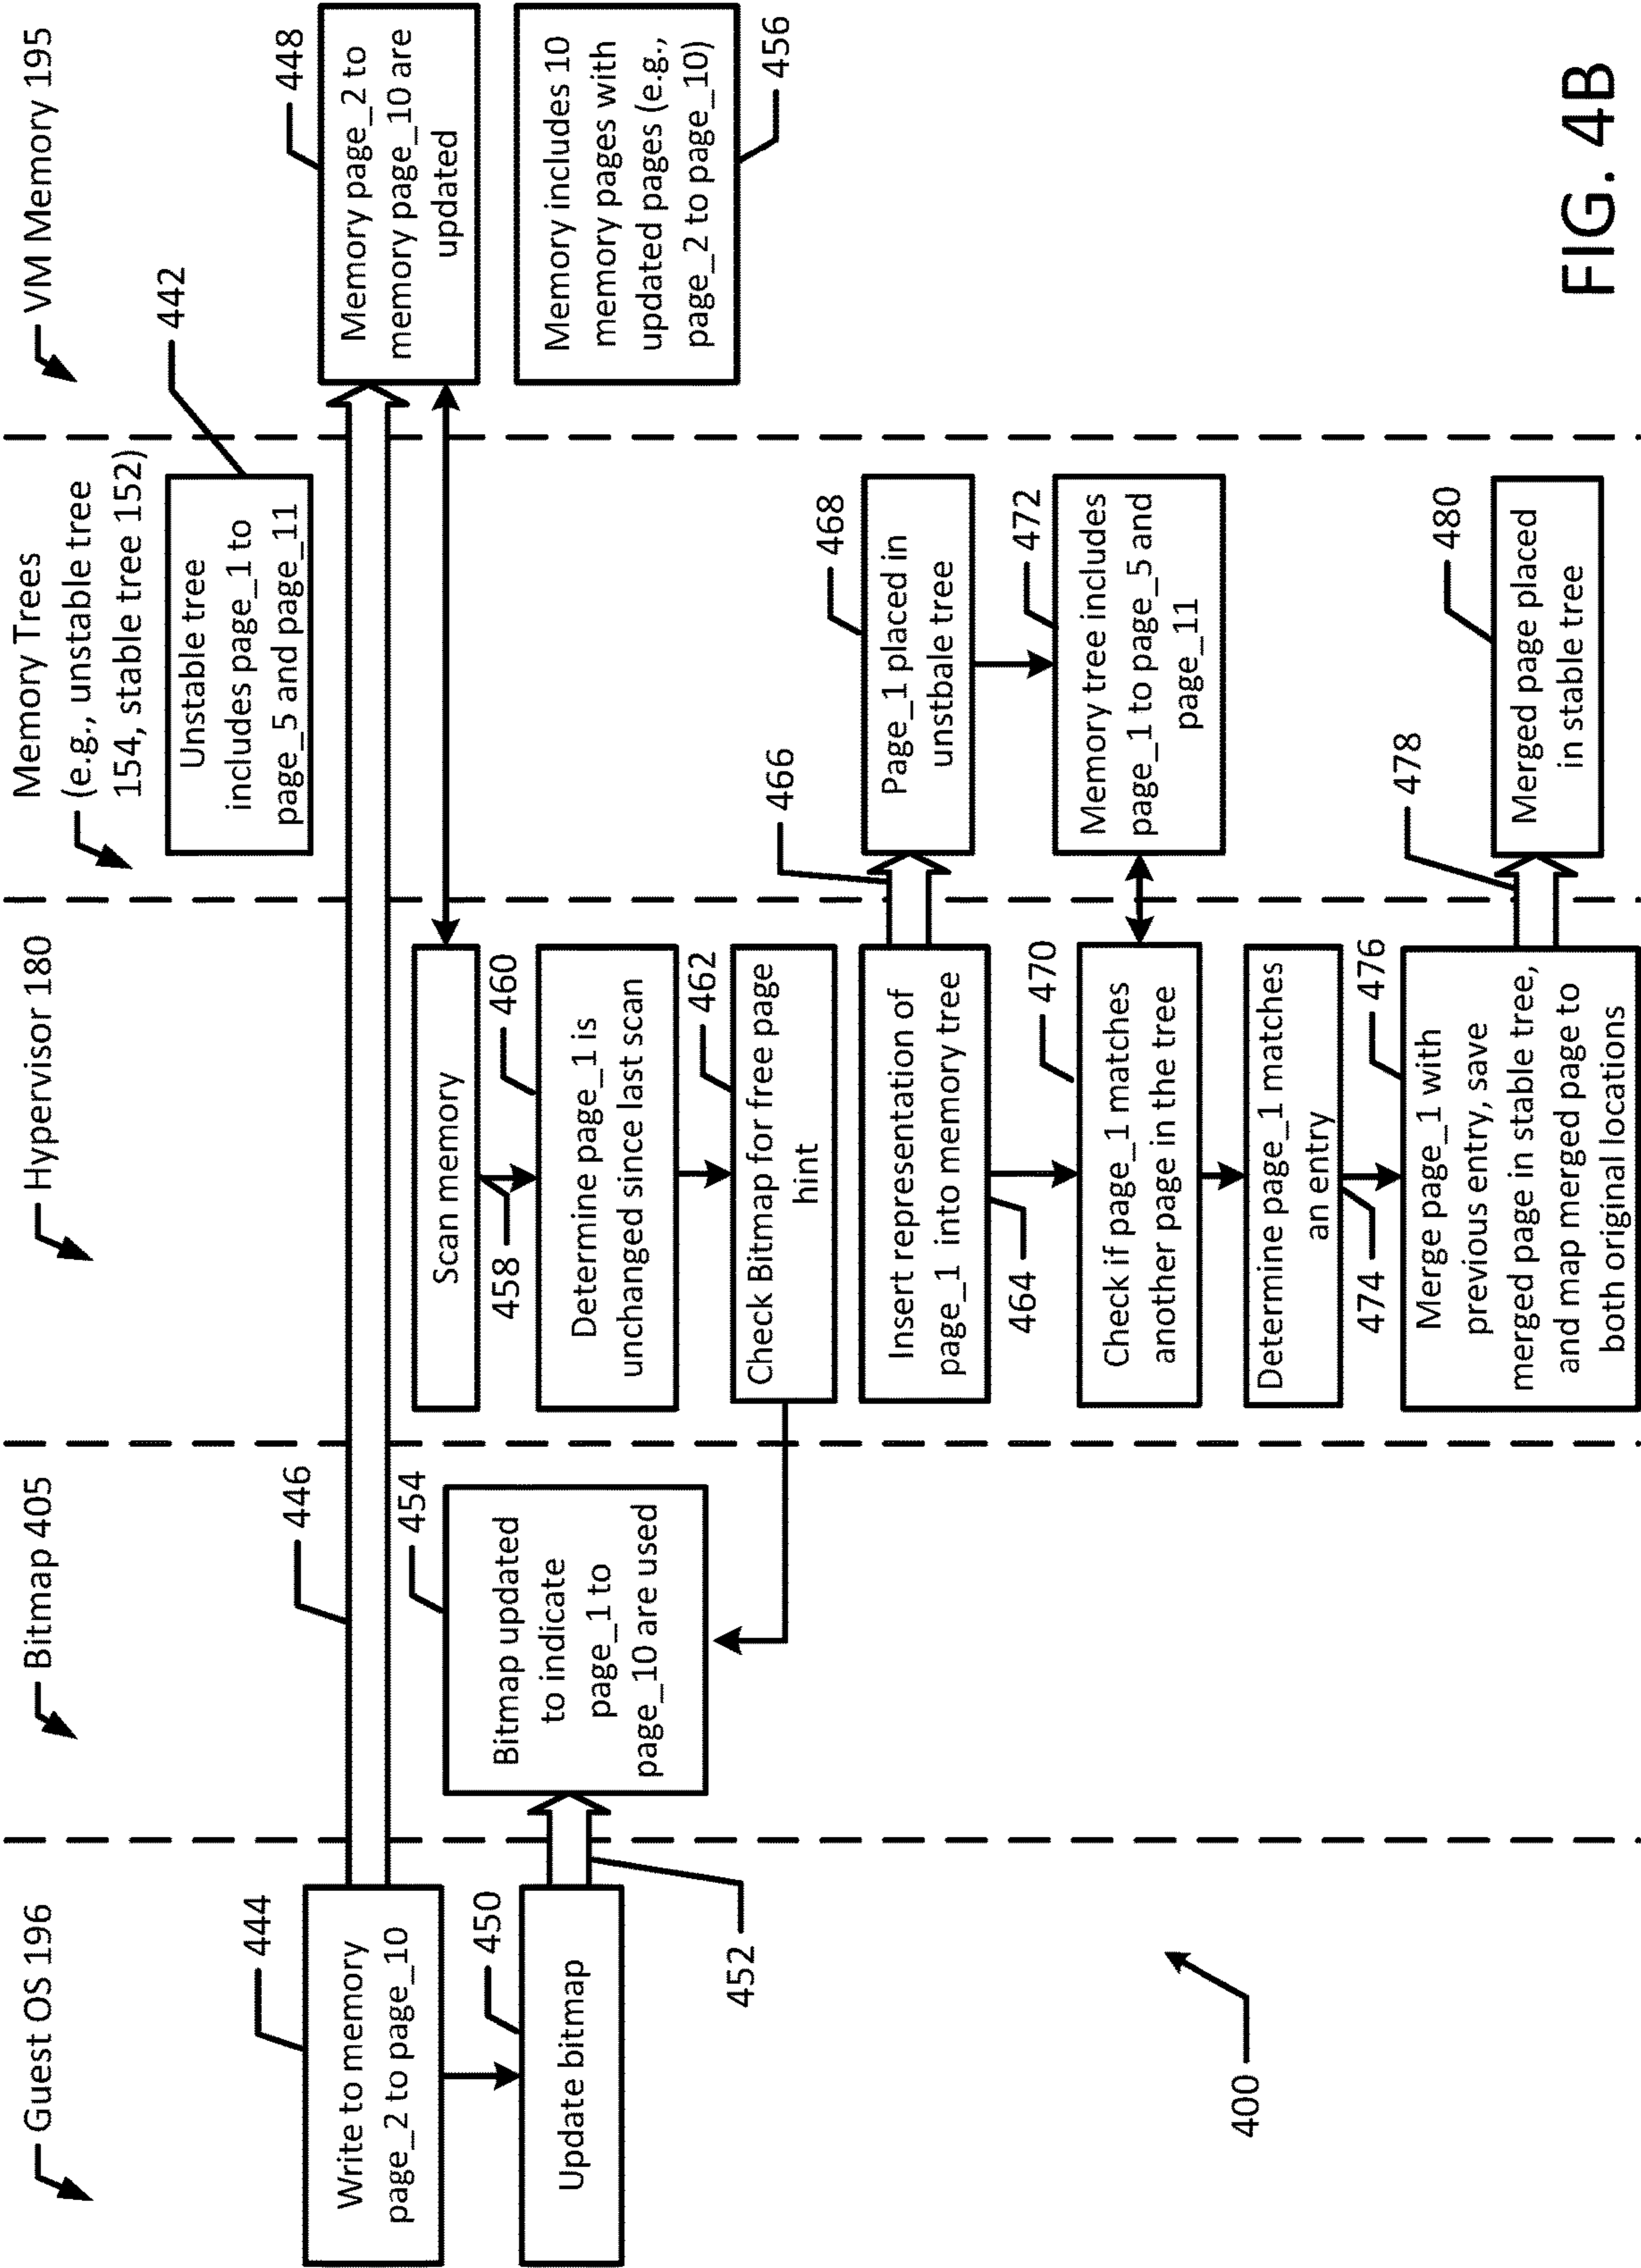 Guest OS 196
Bitmap 405
Hypervisor 180
Memory Trees
(e.g., unstable tree
154, stable tree 152)
VM Memory 195
442
Unstable tree
includes page_1 to
page_5 and page_11
444
Write to memory
page_2 to page_10
446
448
Memory page_2 to
memory page_10 are
updated
450
Update bitmap
452
454
Bitmap updated
to indicate
page_1 to
page_10 are used
Memory includes 10
memory pages with
updated pages (e.g.,
page_2 to page_10)
456
Scan memory
458
460
Determine page_1 is
unchanged since last scan
462
Check Bitmap for free page
hint
Insert representation of
page_1 into memory tree
464
466
468
Page_1 placed in
unstbale tree
470
Check if page_1 matches
another page in the tree
472
Memory tree includes
page_1 to page_5 and
page_11
Determine page_1 matches
an entry
474
476
Merge page_1 with
previous entry, save
merged page in stable tree,
and map merged page to
both original locations
478
480
Merged page placed
in stable tree
400
FIG. 4B